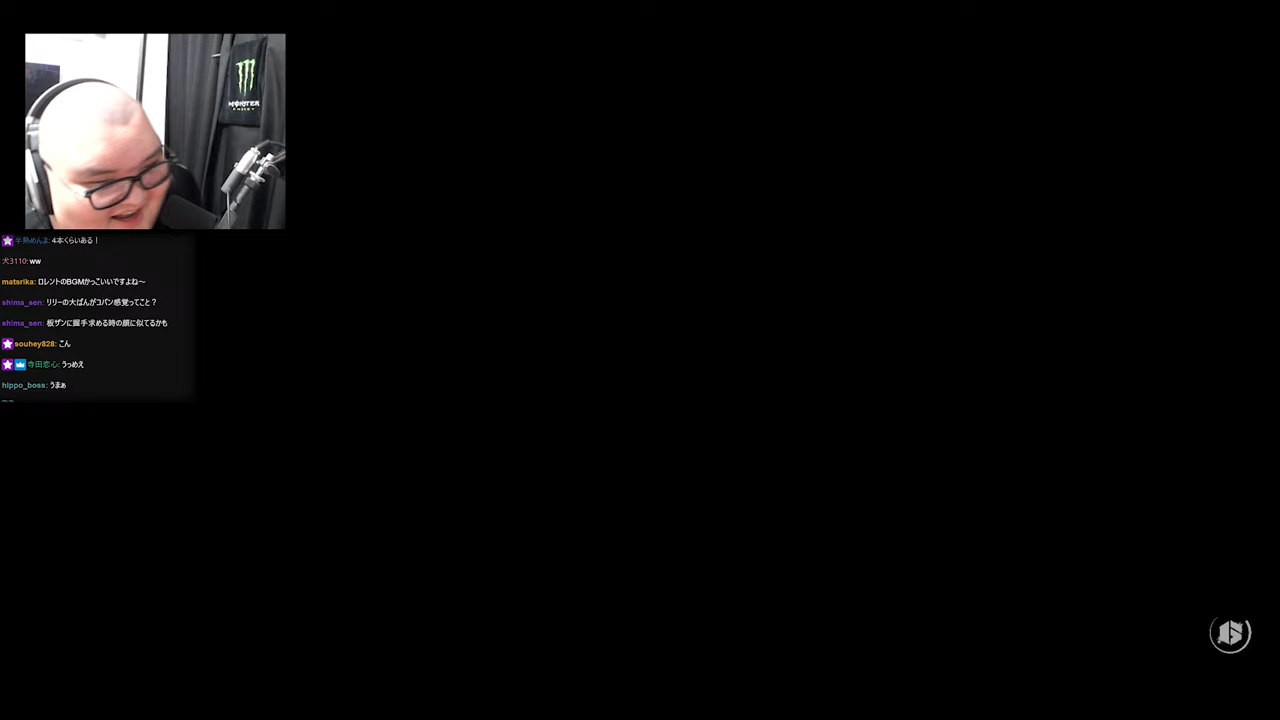 MONSTER
ENERGY
半熟めんま: 4本くらいある！
犬3110: ww
matsrika: ロレントのBGMかっこいいですよね～
shima_sen: リリーの大ぱんがコパン感覚ってこと？
shima_sen: 板ザンに握手求める時の顔に似てるかも
souhey828: こん
寺田恋心: うっめえ
hippo_boss: うまぁ